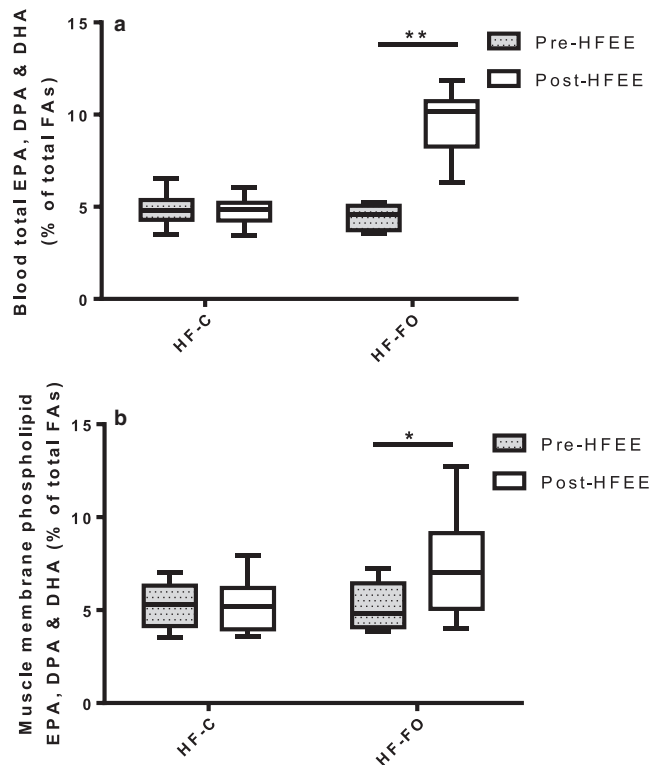 a
Blood total EPA, DPA & DHA
(% of total FAs)
15
10
5
0
**
Pre-HFEE
Post-HFEE
HF-C
HF-FO
b
Muscle membrane phospholipid
EPA, DPA & DHA (% of total FAs)
15
10
5
0
*
Pre-HFEE
Post-HFEE
HF-C
HF-FO